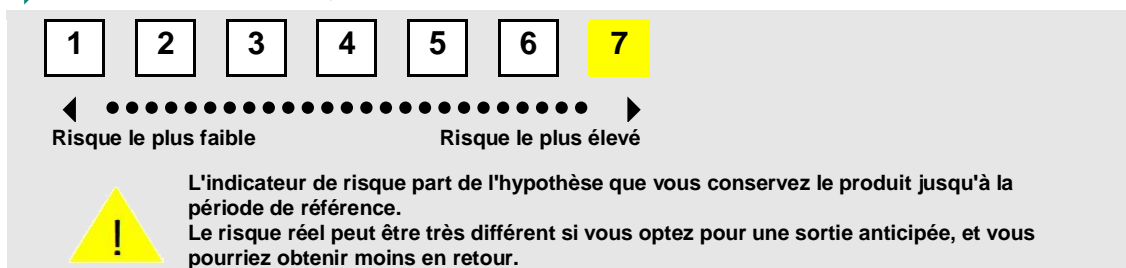 1 2 3 4 5 6 7
Risque le plus faible Risque le plus élevé
L'indicateur de risque part de l'hypothèse que vous conservez le produit jusqu'à la
période de référence.
Le risque réel peut être très différent si vous optez pour une sortie anticipée, et vous
! pourriez obtenir moins en retour.